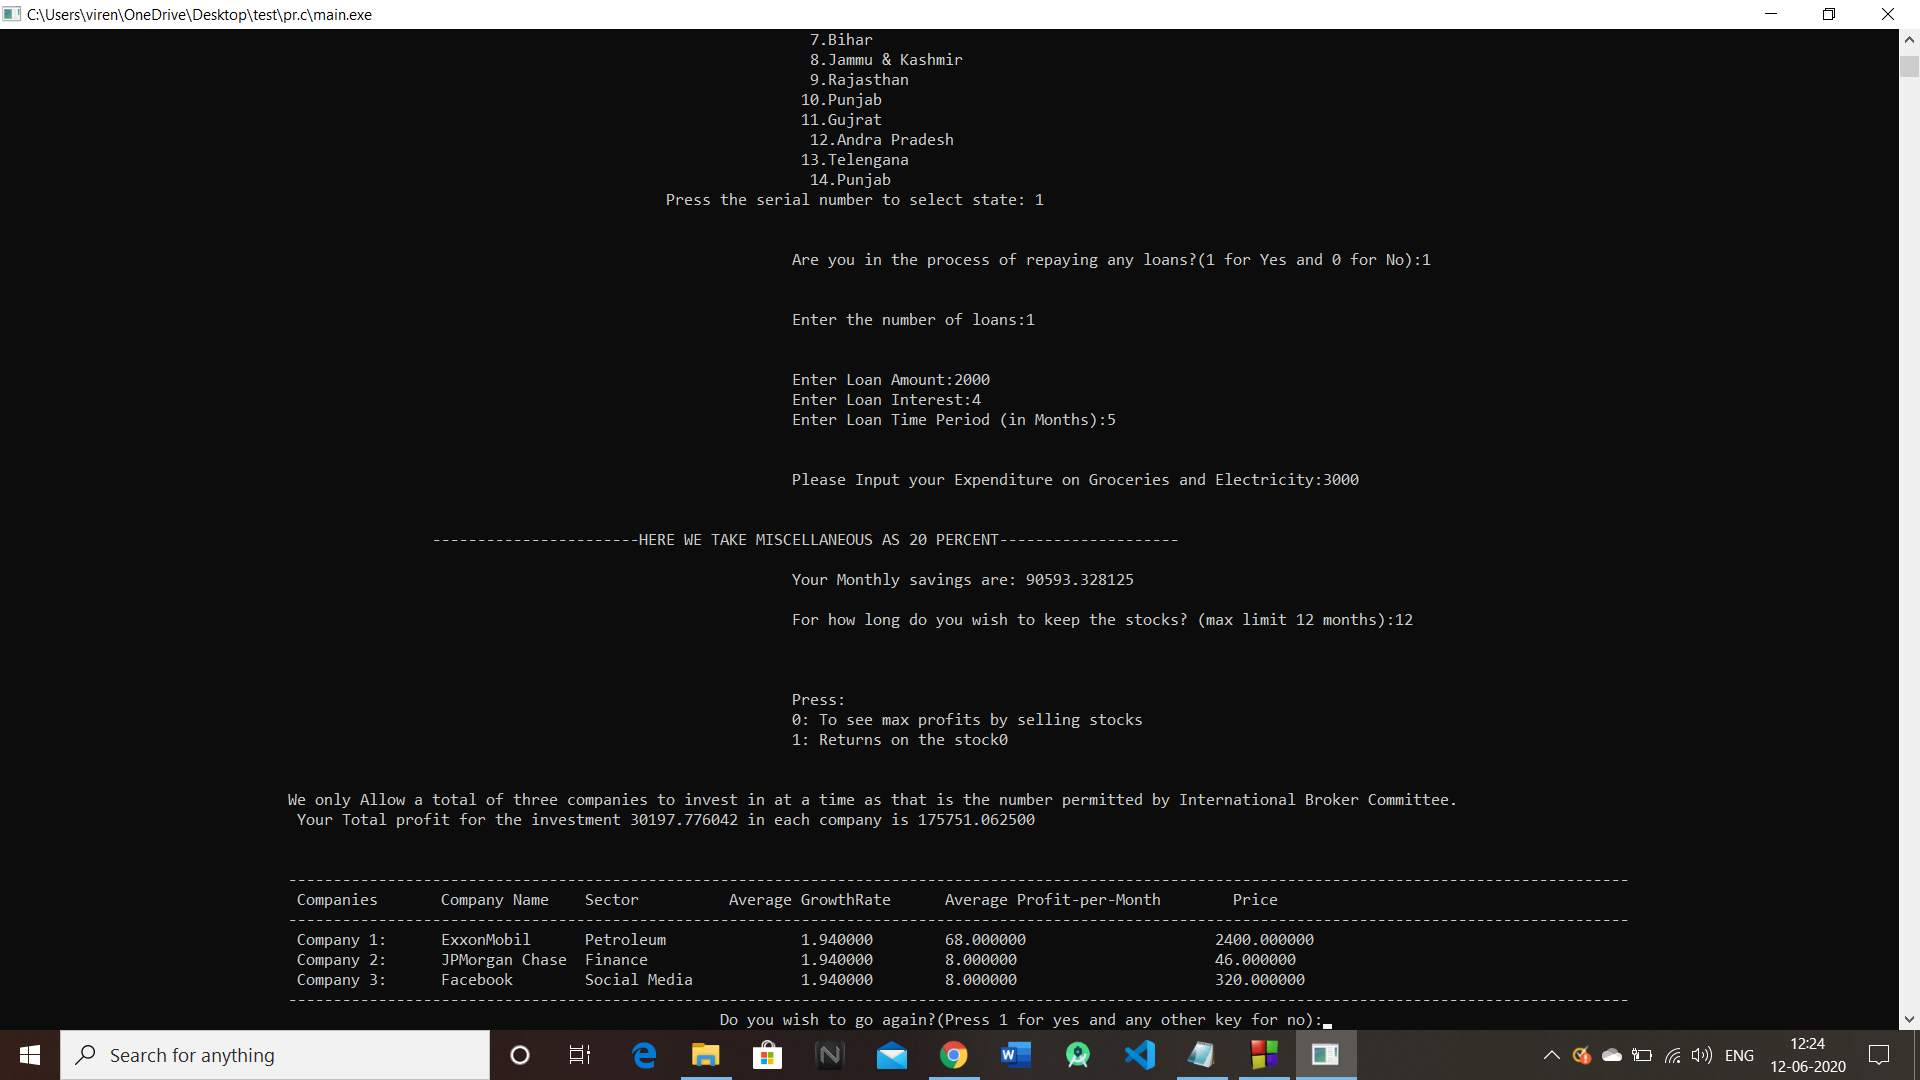 C:\Users\viren\OneDrive\Desktop\test\pr.c\main.exe
7.Bihar
8.Jammu & Kashmir
9.Rajasthan
10.Punjab
11.Gujrat
12.Andra Pradesh
13.Telengana
14.Punjab
Press the serial number to select state: 1
Are you in the process of repaying any loans?(1 for Yes and 0 for No):1
Enter the number of loans:1
Enter Loan Amount:2000
Enter Loan Interest:4
Enter Loan Time Period (in Months):5
Please Input your Expenditure on Groceries and Electricity:3000
-----------------------HERE WE TAKE MISCELLANEOUS AS 20 PERCENT--------------------
Your Monthly savings are: 90593.328125
For how long do you wish to keep the stocks? (max limit 12 months):12
Press:
0: To see max profits by selling stocks
1: Returns on the stock0
We only Allow a total of three companies to invest in at a time as that is the number permitted by International Broker Committee.
Your Total profit for the investment 30197.776042 in each company is 175751.062500
-----------------------------------------------------------------------------------------------------------------------------------------------------
Companies Company Name Sector Average GrowthRate Average Profit-per-Month Price
-----------------------------------------------------------------------------------------------------------------------------------------------------
Company 1: ExxonMobil Petroleum 1.940000 68.000000 2400.000000
Company 2: JPMorgan Chase Finance 1.940000 8.000000 46.000000
Company 3: Facebook Social Media 1.940000 8.000000 320.000000
-----------------------------------------------------------------------------------------------------------------------------------------------------
Do you wish to go again?(Press 1 for yes and any other key for no):
Search for anything
ENG
12:24
12-06-2020